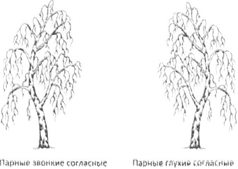 Парные звонкие согласные
Парные глухие согласные